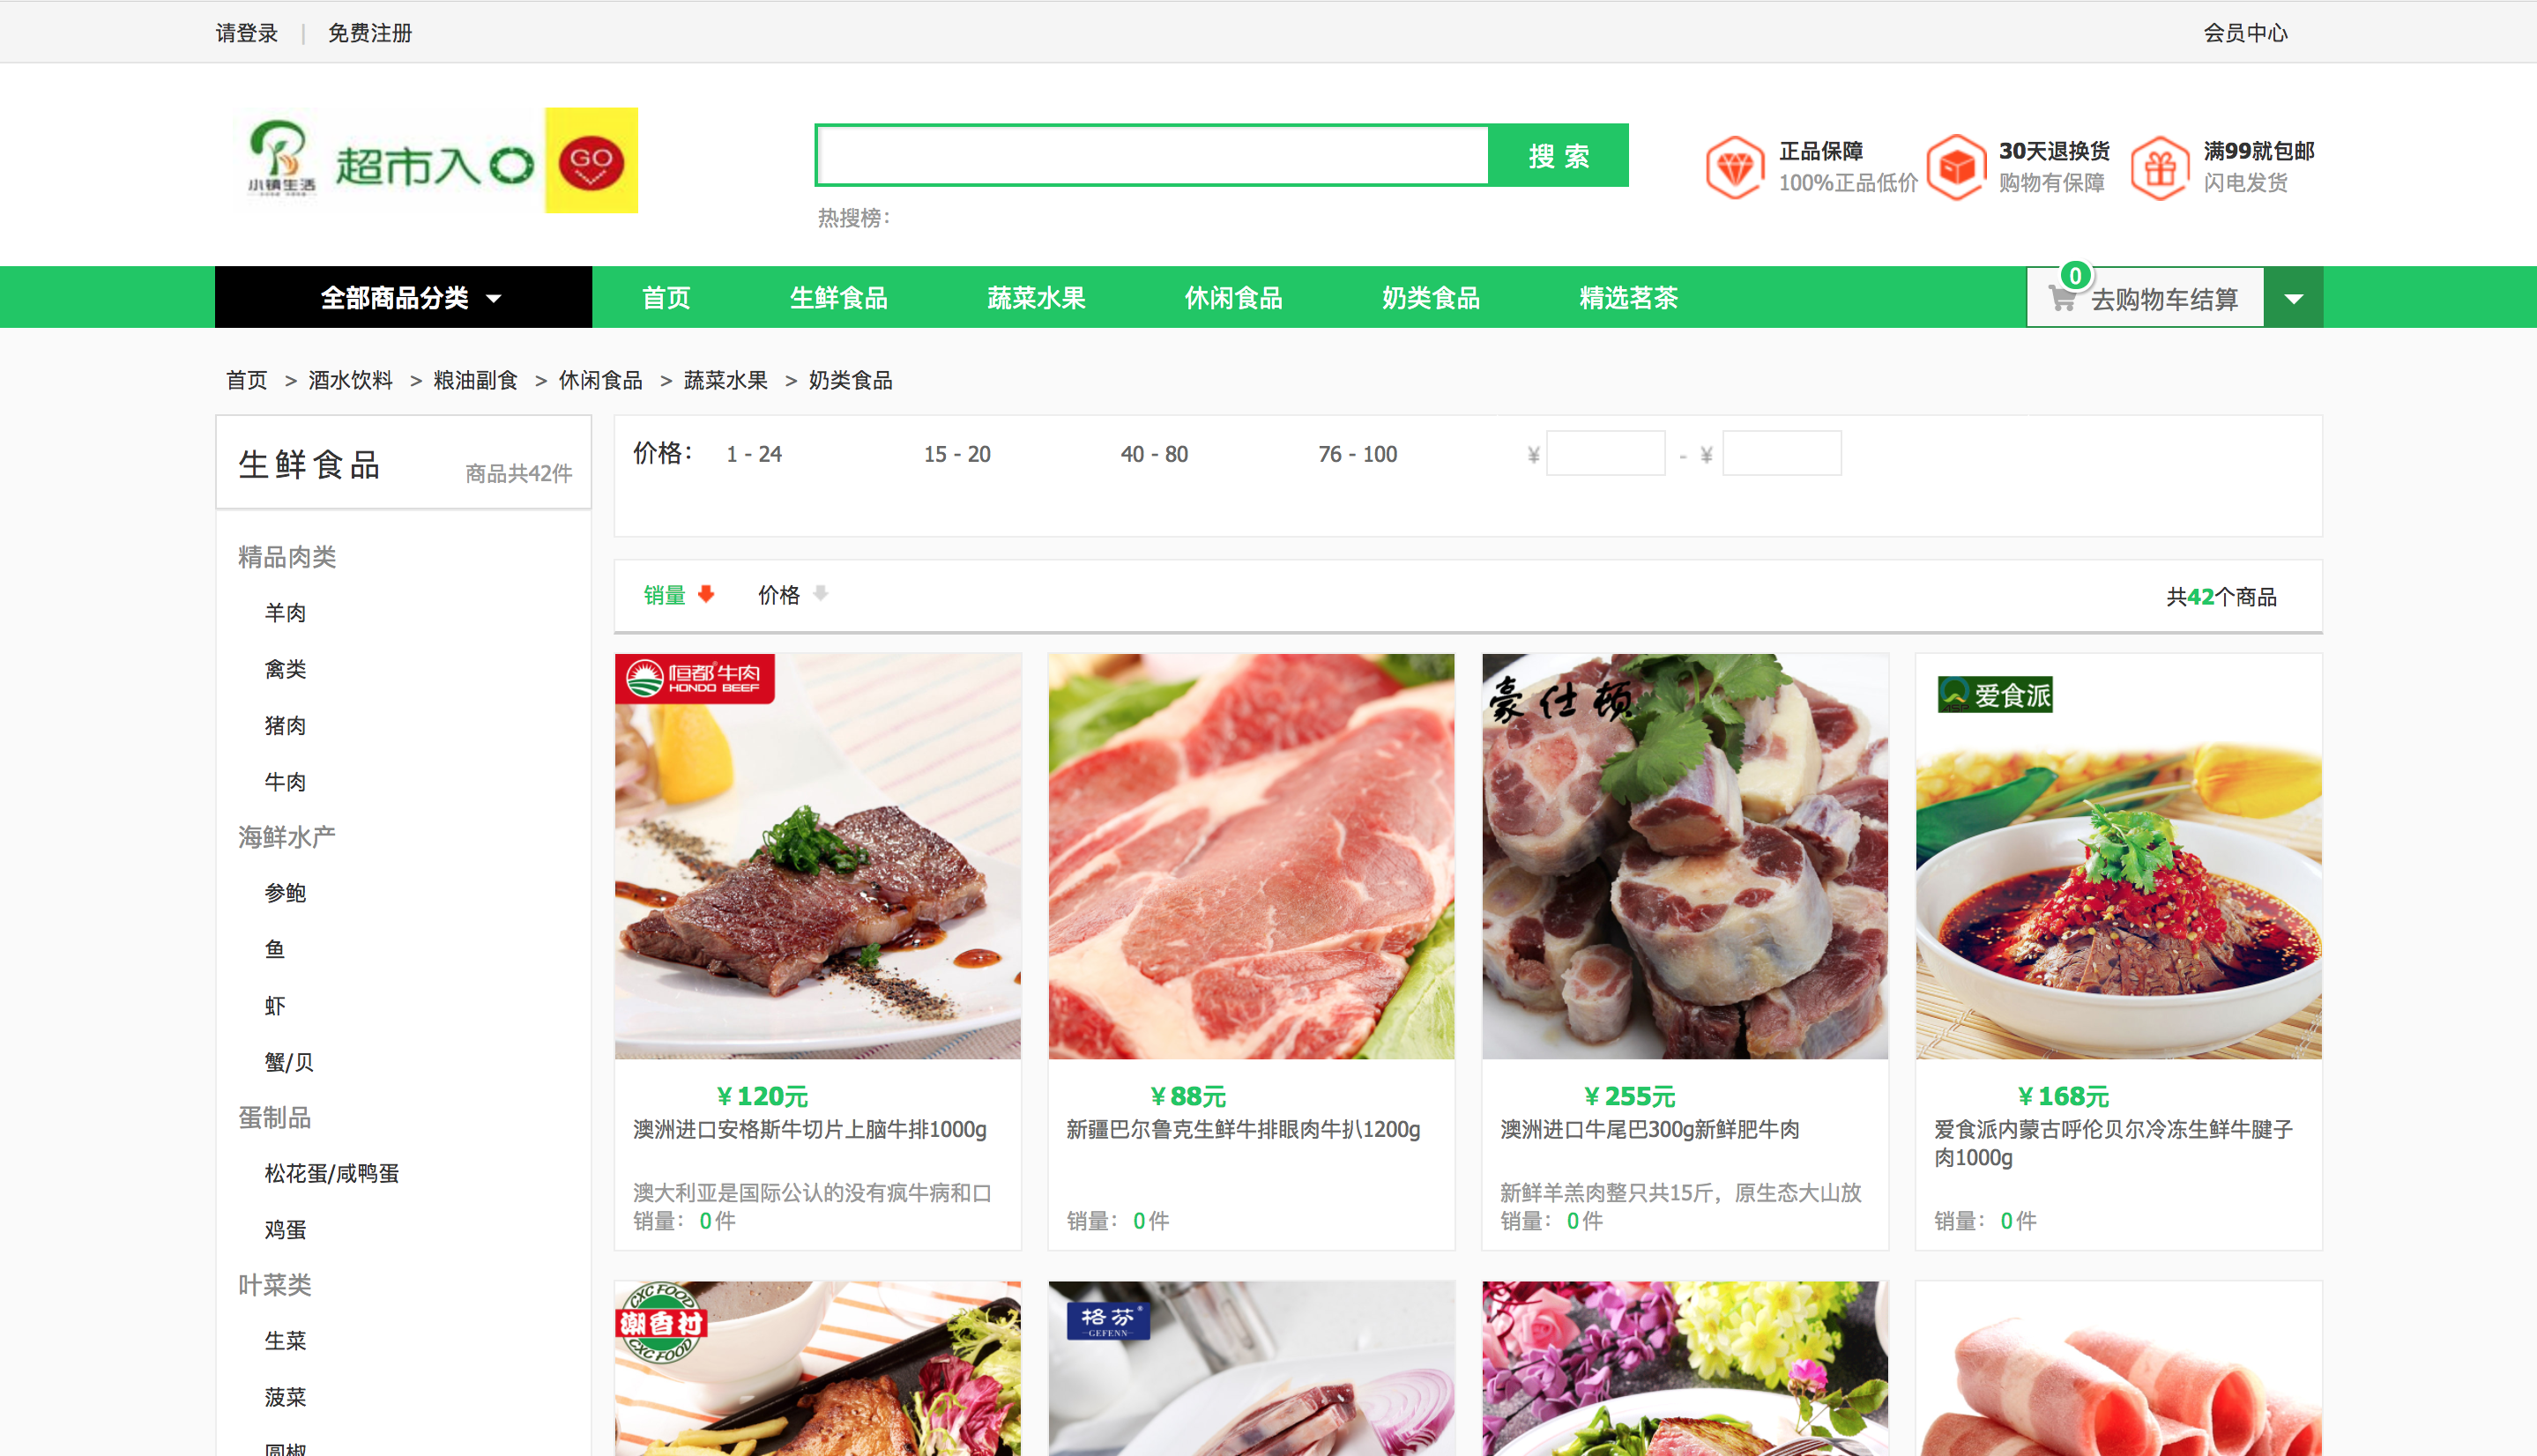 请登录 | 免费注册
会员中心
小镇生活
超市入口
GO
搜 索
热搜榜：
正品保障
100%正品低价
30天退换货
购物有保障
满99就包邮
闪电发货
全部商品分类
首页 生鲜食品 蔬菜水果 休闲食品 奶类食品 精选茗茶
0
去购物车结算
首页 > 酒水饮料 > 粮油副食 > 休闲食品 > 蔬菜水果 > 奶类食品
生鲜食品
商品共42件
精品肉类
羊肉
禽类
猪肉
牛肉
海鲜水产
参鲍
鱼
虾
蟹/贝
蛋制品
松花蛋/咸鸭蛋
鸡蛋
叶菜类
生菜
菠菜
圆椒
价格： 1 - 24 15 - 20 40 - 80 76 - 100 ¥ - ¥
销量 价格
共42个商品
恒都牛肉
HONDO BEEF
¥ 120元
澳洲进口安格斯牛切片上脑牛排1000g
澳大利亚是国际公认的没有疯牛病和口
销量： 0 件
¥ 88元
新疆巴尔鲁克生鲜牛排眼肉牛扒1200g
销量： 0 件
豪仕顿
¥ 255元
澳洲进口牛尾巴300g新鲜肥牛肉
新鲜羊羔肉整只共15斤，原生态大山放
销量： 0 件
ASP 爱食派
¥ 168元
爱食派内蒙古呼伦贝尔冷冻生鲜牛腱子
肉1000g
销量： 0 件
CXC FOOD
潮香村
CXC FOOD
格芬®
GEFENN